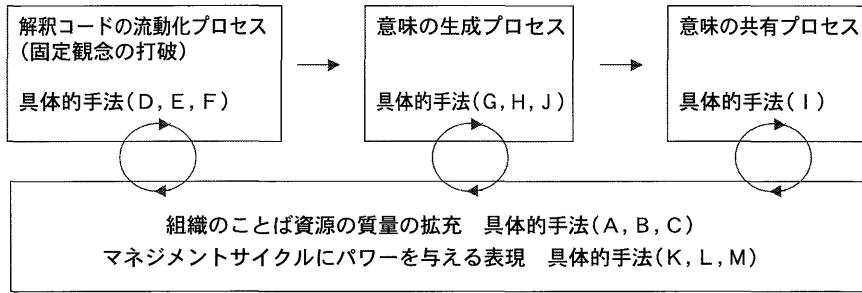 解釈コードの流動化プロセス
(固定観念の打破)
具体的手法(D, E, F)
意味の生成プロセス
具体的手法(G, H, J)
意味の共有プロセス
具体的手法(I)
組織のことば資源の質量の拡充 具体的手法(A, B, C)
マネジメントサイクルにパワーを与える表現 具体的手法(K, L, M)